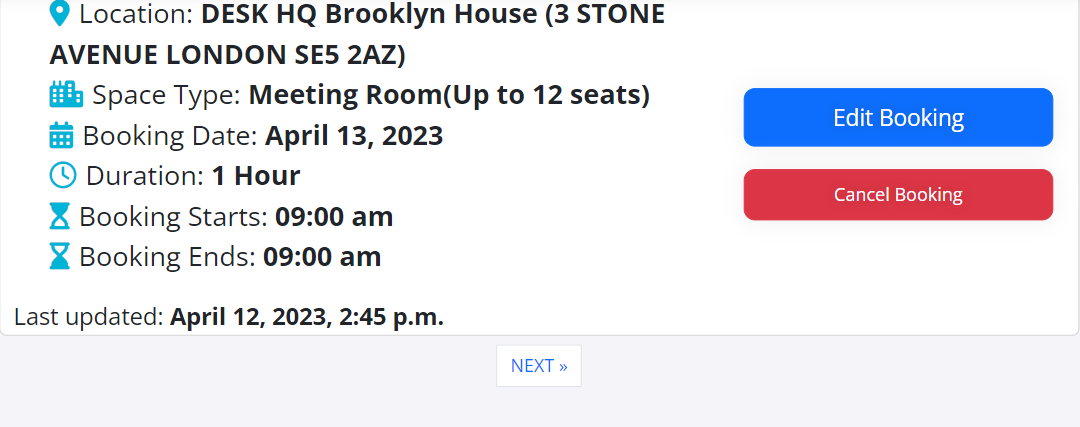 Location: DESK HQ Brooklyn House (3 STONE
AVENUE LONDON SE5 2AZ)
Space Type: Meeting Room(Up to 12 seats)
Booking Date: April 13, 2023
Duration: 1 Hour
Booking Starts: 09:00 am
Booking Ends: 09:00 am
Edit Booking
Cancel Booking
Last updated: April 12, 2023, 2:45 p.m.
NEXT »